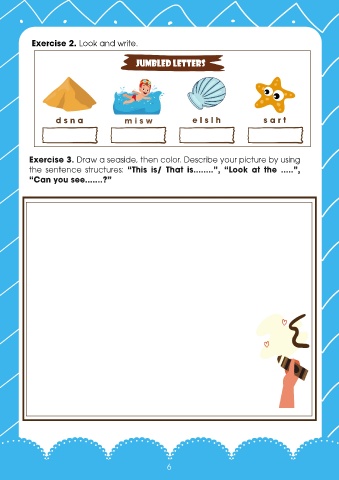 Exercise 2. Look and write.
JUMBLED LETTERS
d s n a m i s w e l s l h s a r t
Exercise 3. Draw a seaside, then color. Describe your picture by using
the sentence structures: “This is/ That is........”, “Look at the .....”,
“Can you see.......?”
6